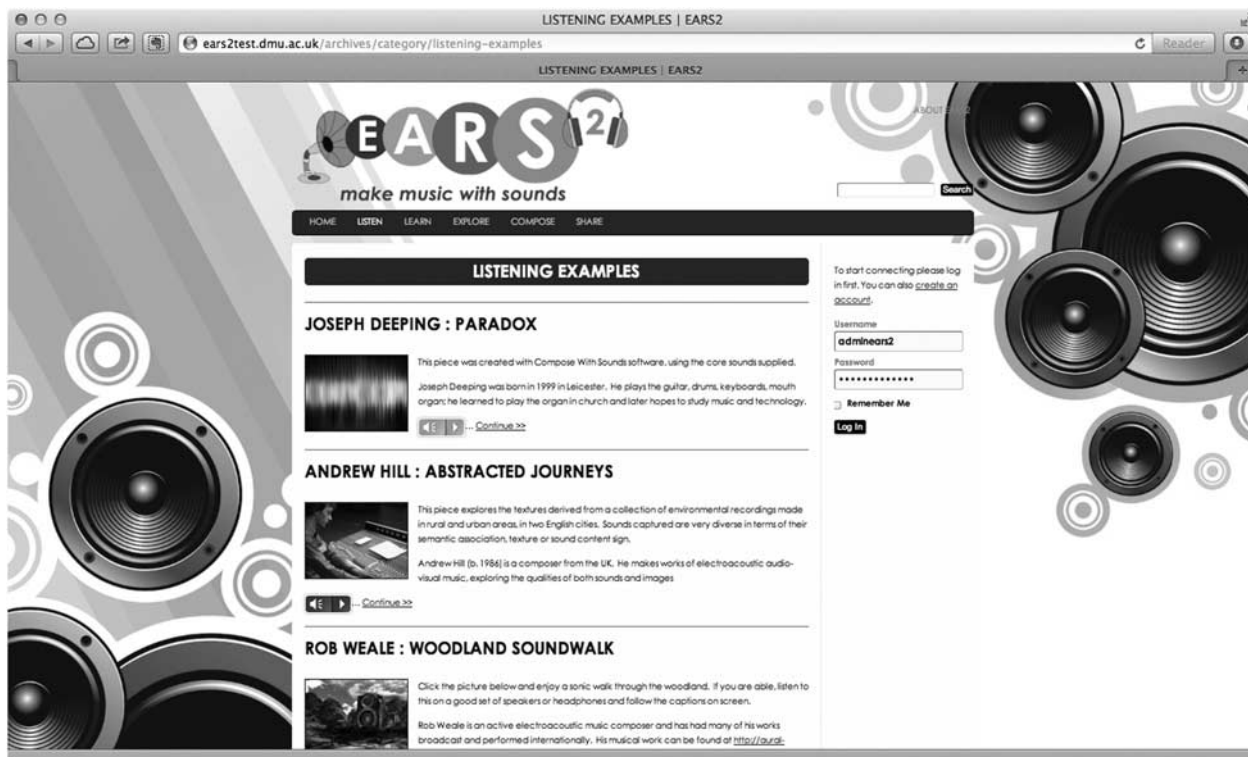 LISTENING EXAMPLES | EARS2
ears2test.dmu.ac.uk/archives/category/listening-examples
Reader
LISTENING EXAMPLES | EARS2
EARS 2
make music with sounds
ABOUT
Search
HOME LISTEN LEARN EXPLORE COMPOSE SHARE
LISTENING EXAMPLES
JOSEPH DEEPING : PARADOX
This piece was created with Compose With Sounds software, using the core sounds supplied.
Joseph Deeping was born in 1999 in Leicester. He plays the guitar, drums, keyboards, mouth
organ; he learned to play the organ in church and later hopes to study music and technology.
... Continue >>
ANDREW HILL : ABSTRACTED JOURNEYS
This piece explores the textures derived from a collection of environmental recordings made
in rural and urban areas, in two English cities. Sounds captured are very diverse in terms of their
semantic association, texture or sound content sign.
Andrew Hill (b. 1986) is a composer from the UK. He makes works of electroacoustic audio-
visual music, exploring the qualities of both sounds and images
... Continue >>
ROB WEALE : WOODLAND SOUNDWALK
Click the picture below and enjoy a sonic walk through the woodland. If you are able, listen to
this on a good set of speakers or headphones and follow the captions on screen.
Rob Weale is an active electroacoustic music composer and has had many of his works
broadcast and performed internationally. His musical work can be found at http://aural-
To start connecting please log
in first. You can also create an
account.
Username
adminears2
Password
Remember Me
Log In